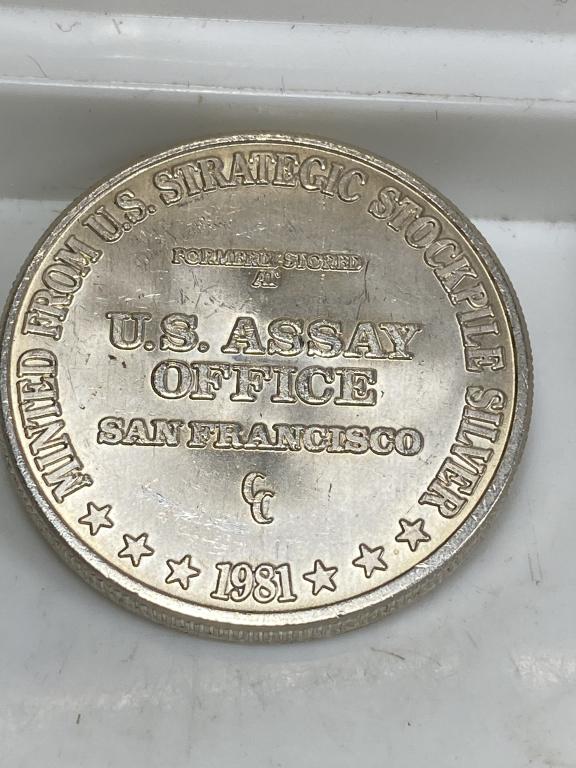 MINTED FROM U.S. STRATEGIC STOCKPILE SILVER
FORMERLY STORED
AT
U.S. ASSAY
OFFICE
SAN FRANCISCO
CC
1981